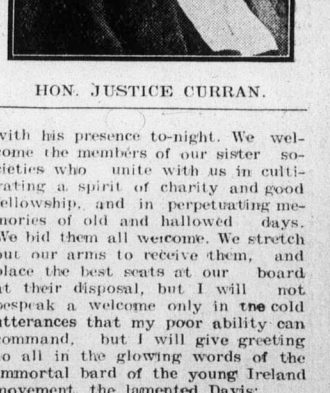 HON. JUSTICE CURRAN.
with his presence to-night. We wel-
come the members of our sister so-
cieties who unite with us in culti-
vating a spirit of charity and good
fellowship, and in perpetuating me-
mories of old and hallowed days.
We bid them all welcome. We stretch
out our arms to receive them, and
place the best seats at our board
at their disposal, but I will not
bespeak a welcome only in the cold
utterances that my poor ability can
command, but I will give greeting
to all in the glowing words of the
immortal bard of the young Ireland
movement, the lamented Davis: